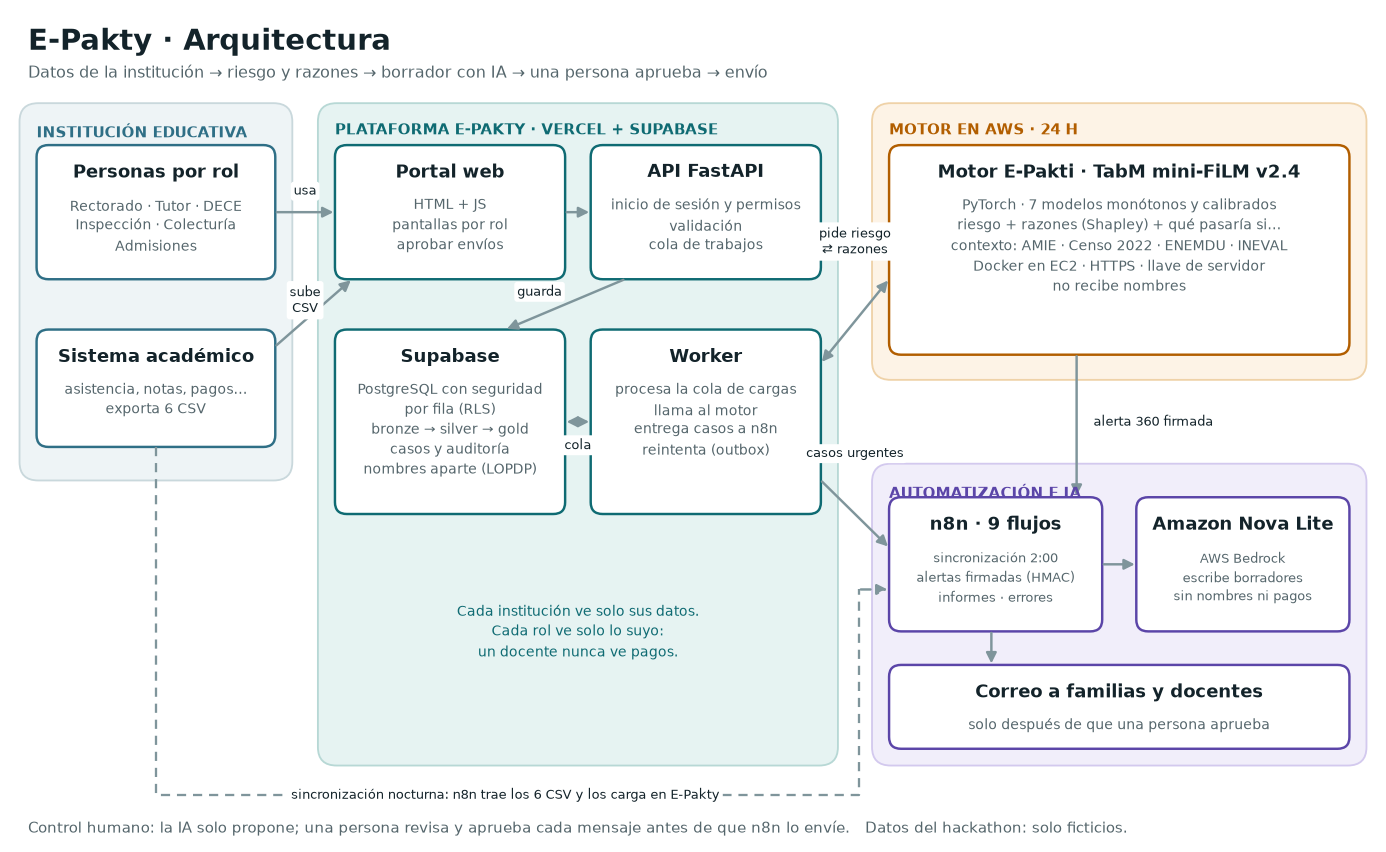 E-Pakty · Arquitectura
Datos de la institución → riesgo y razones → borrador con IA → una persona aprueba → envío
INSTITUCIÓN EDUCATIVA
Personas por rol
Rectorado · Tutor · DECE
Inspección · Colecturía
Admisiones
usa
sube
CSV
Sistema académico
asistencia, notas, pagos…
exporta 6 CSV
PLATAFORMA E-PAKTY · VERCEL + SUPABASE
Portal web
HTML + JS
pantallas por rol
aprobar envíos
API FastAPI
inicio de sesión y permisos
validación
cola de trabajos
guarda
Supabase
PostgreSQL con seguridad
por fila (RLS)
bronze → silver → gold
casos y auditoría
nombres aparte (LOPDP)
cola
Worker
procesa la cola de cargas
llama al motor
entrega casos a n8n
reintenta (outbox)
Cada institución ve solo sus datos.
Cada rol ve solo lo suyo:
un docente nunca ve pagos.
pide riesgo
⇄ razones
casos urgentes
MOTOR EN AWS · 24 H
Motor E-Pakti · TabM mini-FiLM v2.4
PyTorch · 7 modelos monótonos y calibrados
riesgo + razones (Shapley) + qué pasaría si…
contexto: AMIE · Censo 2022 · ENEMDU · INEVAL
Docker en EC2 · HTTPS · llave de servidor
no recibe nombres
alerta 360 firmada
AUTOMATIZACIÓN E IA
n8n · 9 flujos
sincronización 2:00
alertas firmadas (HMAC)
informes · errores
Amazon Nova Lite
AWS Bedrock
escribe borradores
sin nombres ni pagos
Correo a familias y docentes
solo después de que una persona aprueba
sincronización nocturna: n8n trae los 6 CSV y los carga en E-Pakty
Control humano: la IA solo propone; una persona revisa y aprueba cada mensaje antes de que n8n lo envíe. Datos del hackathon: solo ficticios.